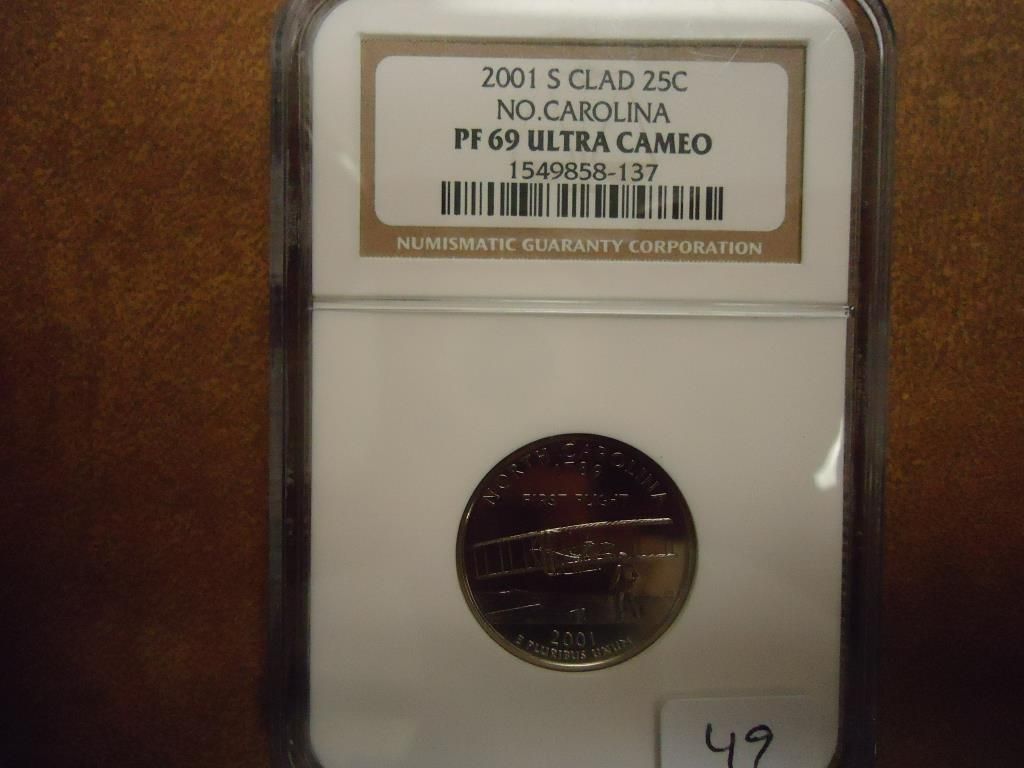 2001 S CLAD 25C
NO.CAROLINA
PF 69 ULTRA CAMEO
1549858-137
NUMISMATIC GUARANTY CORPORATION
NORTH CAROLINA
1789
FIRST FLIGHT
2001
E PLURIBUS UNUM
49